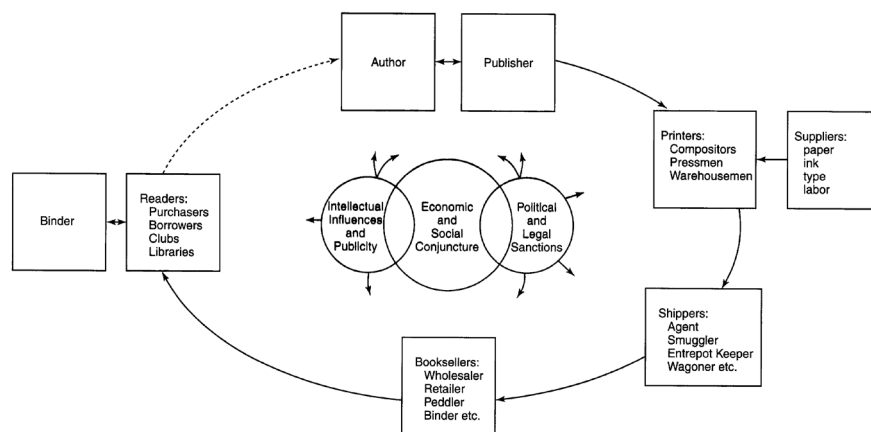 Author
Publisher
Printers:
Compositors
Pressmen
Warehousemen
Suppliers:
paper
ink
type
labor
Intellectual
Influences
and
Publicity
Economic
and
Social
Conjuncture
Political
and
Legal
Sanctions
Binder
Readers:
Purchasers
Borrowers
Clubs
Libraries
Shippers:
Agent
Smuggler
Entrepot Keeper
Wagoner etc.
Booksellers:
Wholesaler
Retailer
Peddler
Binder etc.